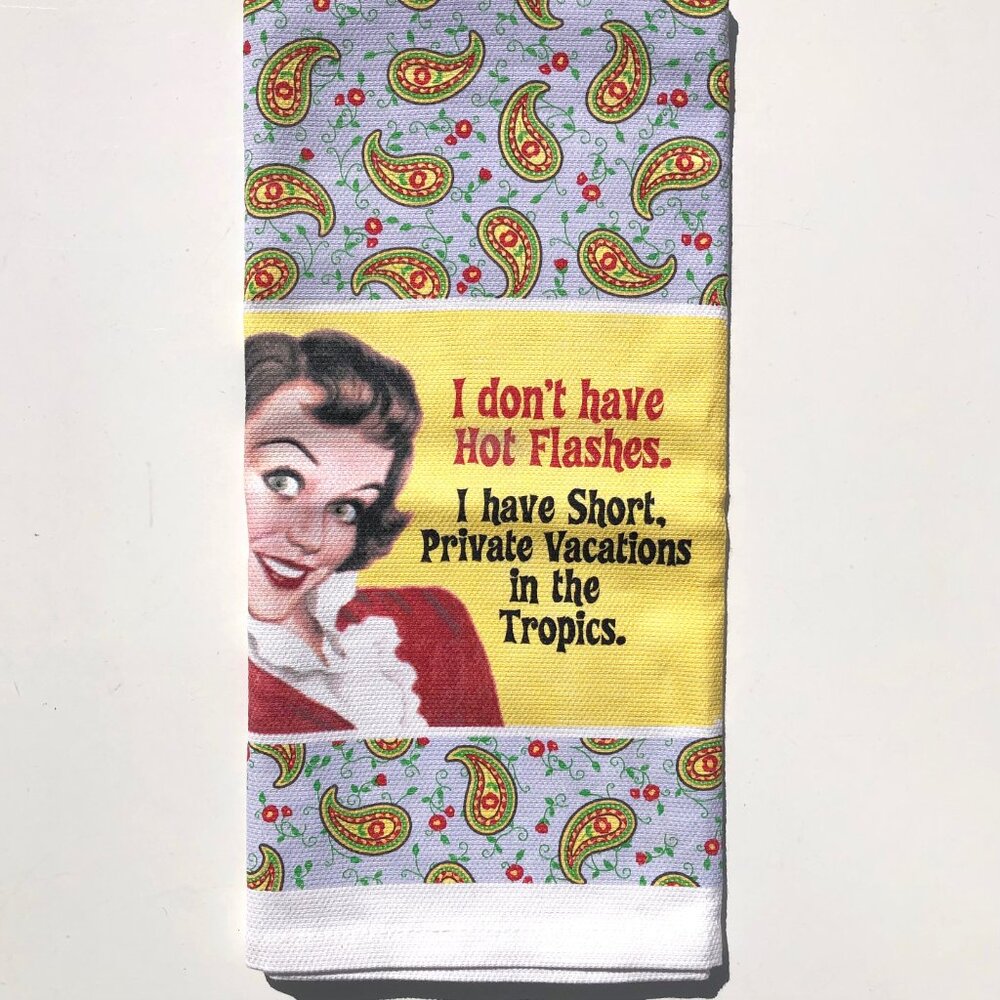 I don't have
Hot Flashes.
I have Short,
Private Vacations
in the
Tropics.